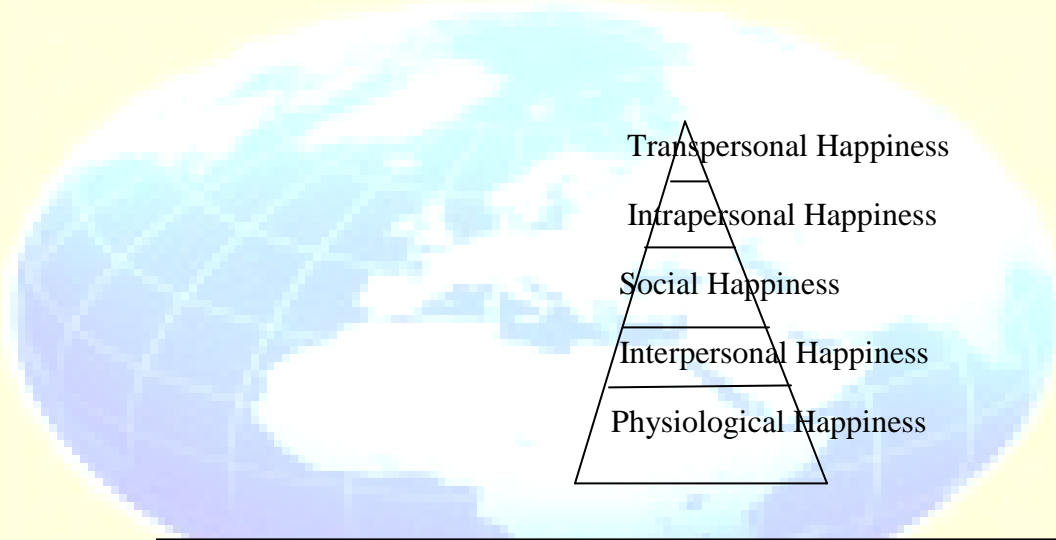 Transpersonal Happiness
Intrapersonal Happiness
Social Happiness
Interpersonal Happiness
Physiological Happiness